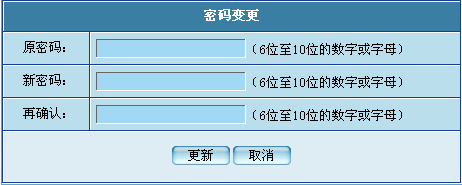 密码变更
原密码： （6位至10位的数字或字母）
新密码： （6位至10位的数字或字母）
再确认： （6位至10位的数字或字母）
更新 取消